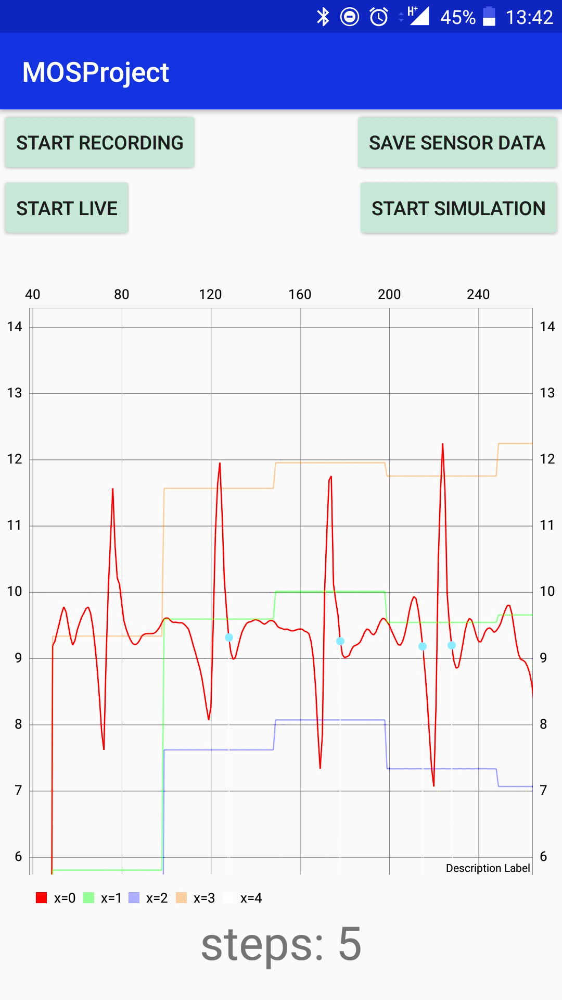 H+ 45% 13:42
MOSProject
START RECORDING SAVE SENSOR DATA
START LIVE START SIMULATION
40 80 120 160 200 240
14 14
13 13
12 12
11 11
10 10
9 9
8 8
7 7
6 6
Description Label
x=0 x=1 x=2 x=3 x=4
steps: 5